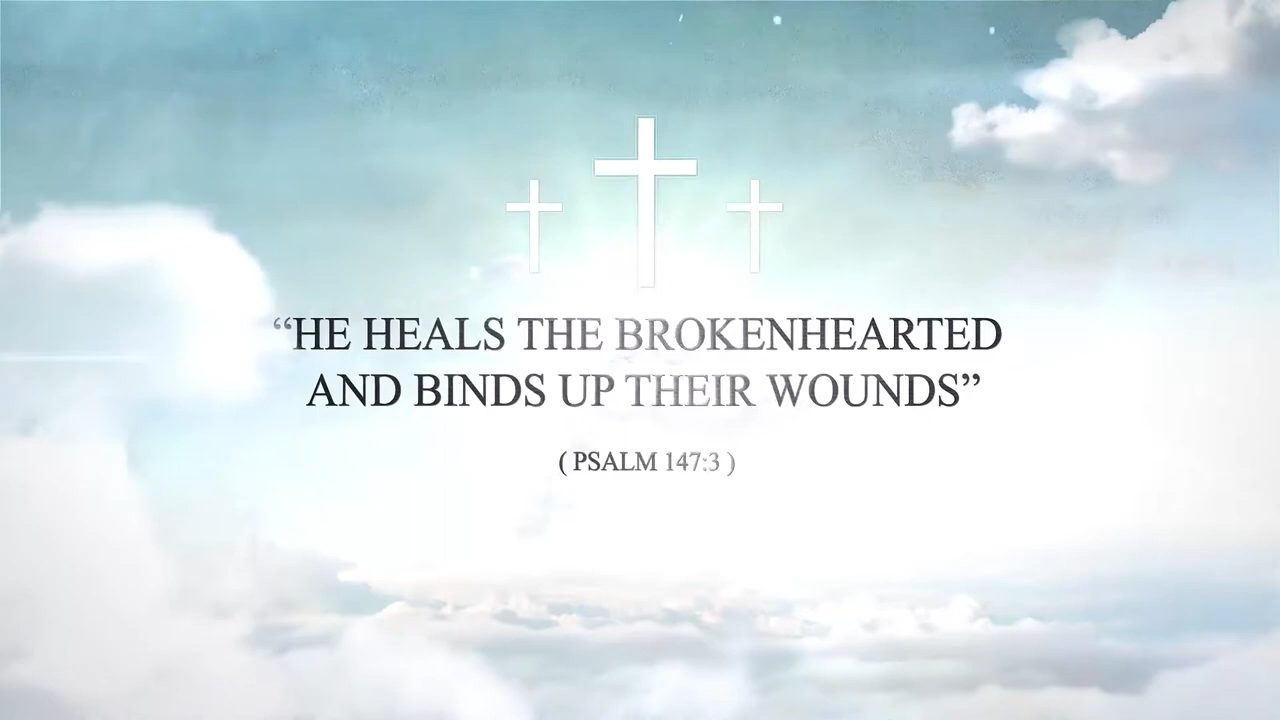 “HE HEALS THE BROKENHEARTED
AND BINDS UP THEIR WOUNDS”
( PSALM 147:3 )